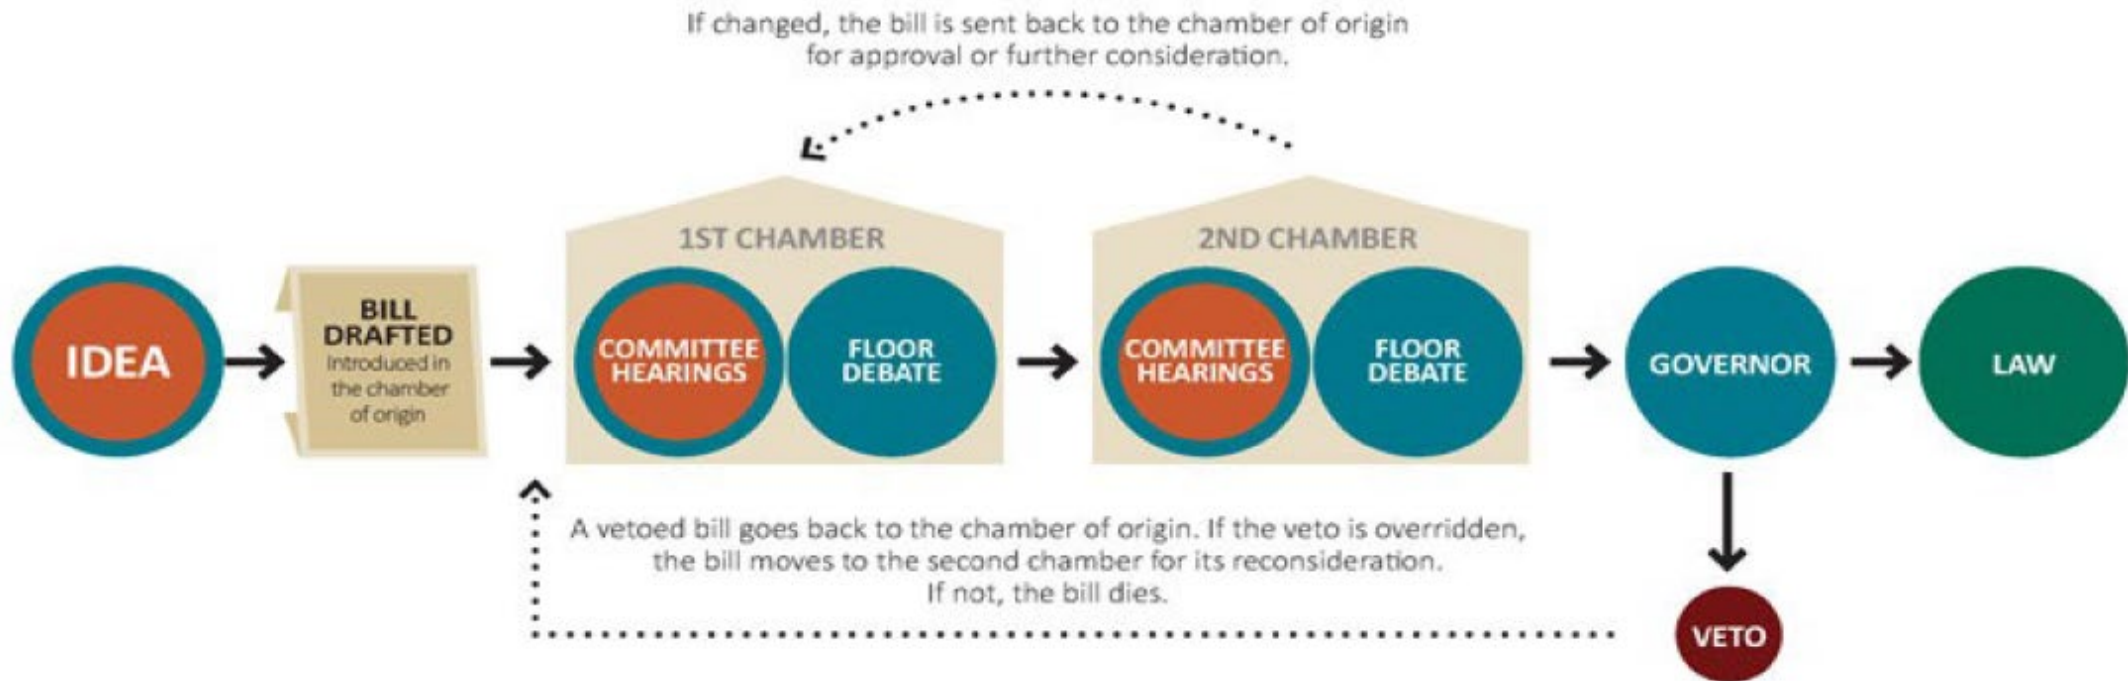 If changed, the bill is sent back to the chamber of origin
for approval or further consideration.
IDEA
BILL
DRAFTED
Introduced in
the chamber
of origin
1ST CHAMBER
COMMITTEE
HEARINGS
FLOOR
DEBATE
2ND CHAMBER
COMMITTEE
HEARINGS
FLOOR
DEBATE
GOVERNOR
LAW
A vetoed bill goes back to the chamber of origin. If the veto is overridden,
the bill moves to the second chamber for its reconsideration.
If not, the bill dies.
VETO